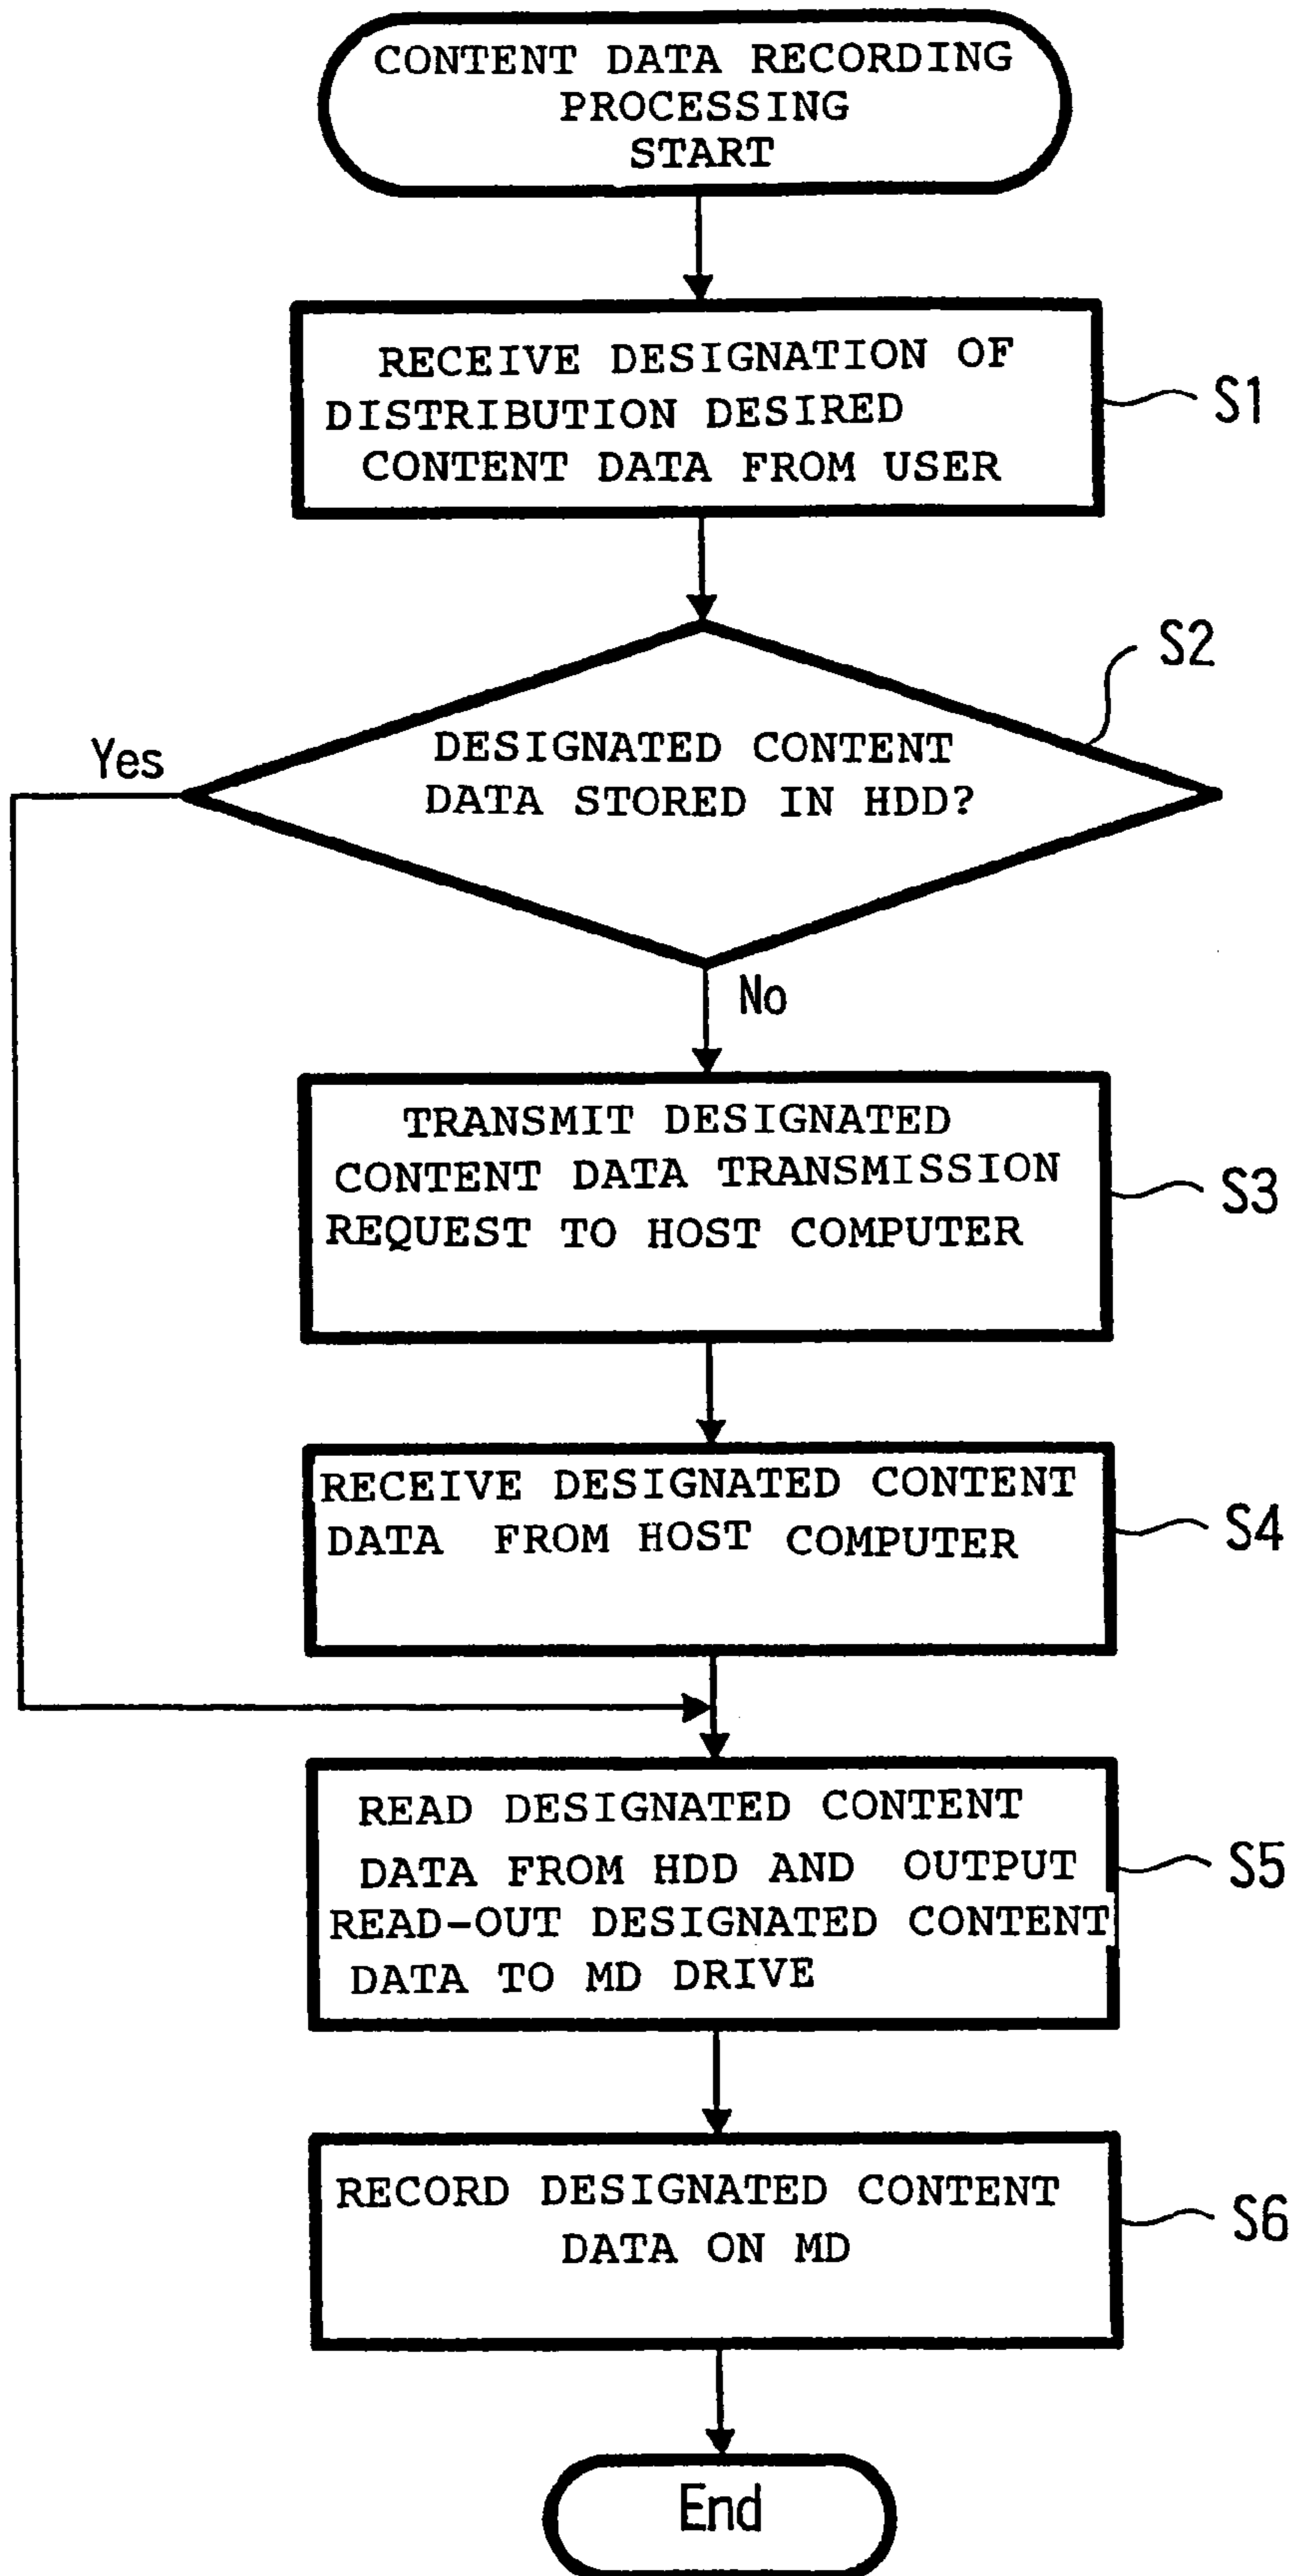 CONTENT DATA RECORDING
PROCESSING
START
RECEIVE DESIGNATION OF
DISTRIBUTION DESIRED
CONTENT DATA FROM USER
S1
S2
DESIGNATED CONTENT
DATA STORED IN HDD?
Yes
No
TRANSMIT DESIGNATED
CONTENT DATA TRANSMISSION
REQUEST TO HOST COMPUTER
S3
RECEIVE DESIGNATED CONTENT
DATA FROM HOST COMPUTER
S4
READ DESIGNATED CONTENT
DATA FROM HDD AND OUTPUT
READ-OUT DESIGNATED CONTENT
DATA TO MD DRIVE
S5
RECORD DESIGNATED CONTENT
DATA ON MD
S6
End